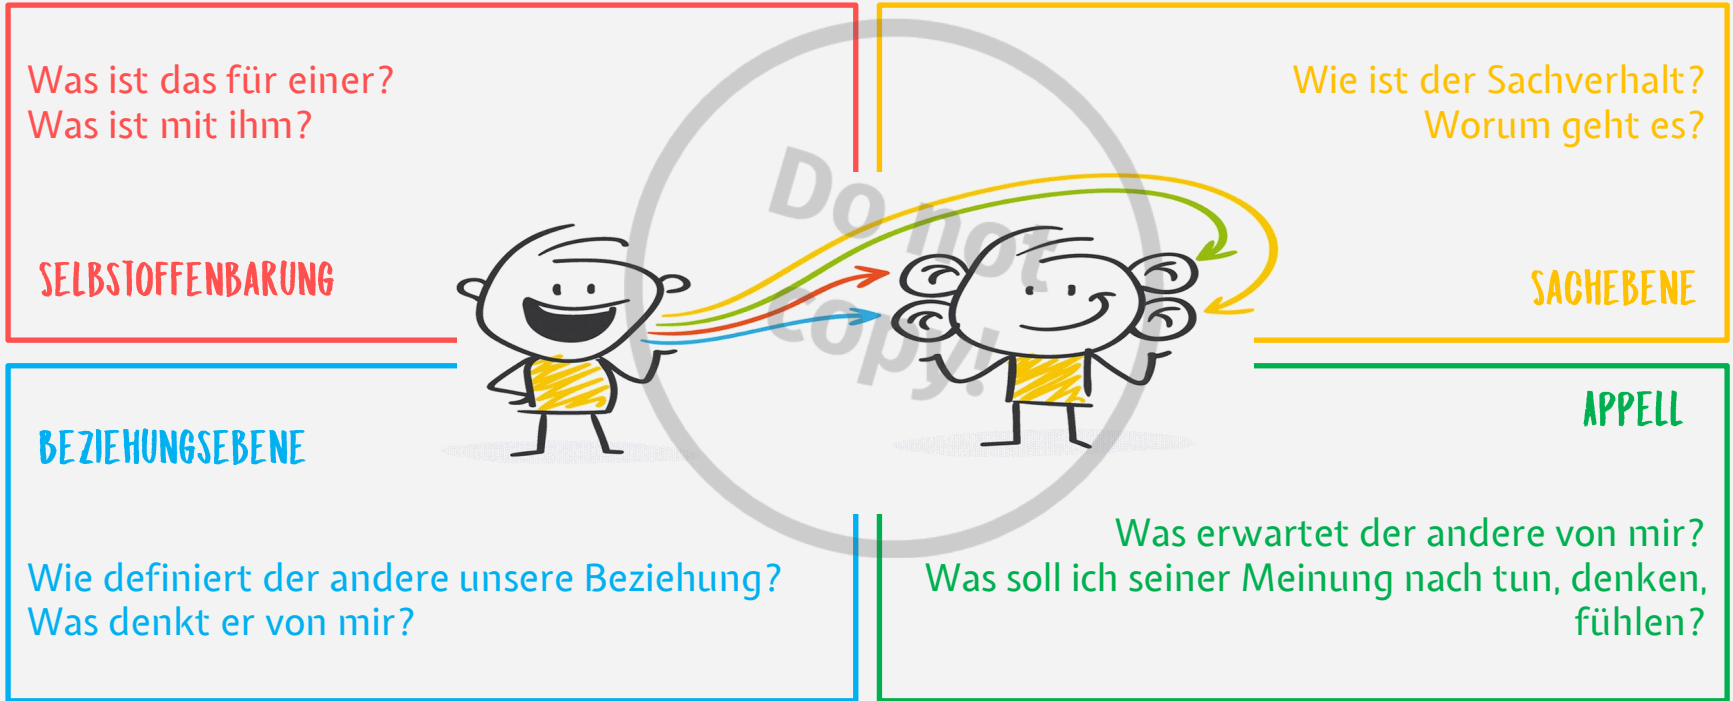 Was ist das für einer?
Was ist mit ihm?
SELBSTOFFENBARUNG
Wie ist der Sachverhalt?
Worum geht es?
SACHEBENE
Do not
copy!
BEZIEHUNGSEBENE
Wie definiert der andere unsere Beziehung?
Was denkt er von mir?
APPELL
Was erwartet der andere von mir?
Was soll ich seiner Meinung nach tun, denken,
fühlen?